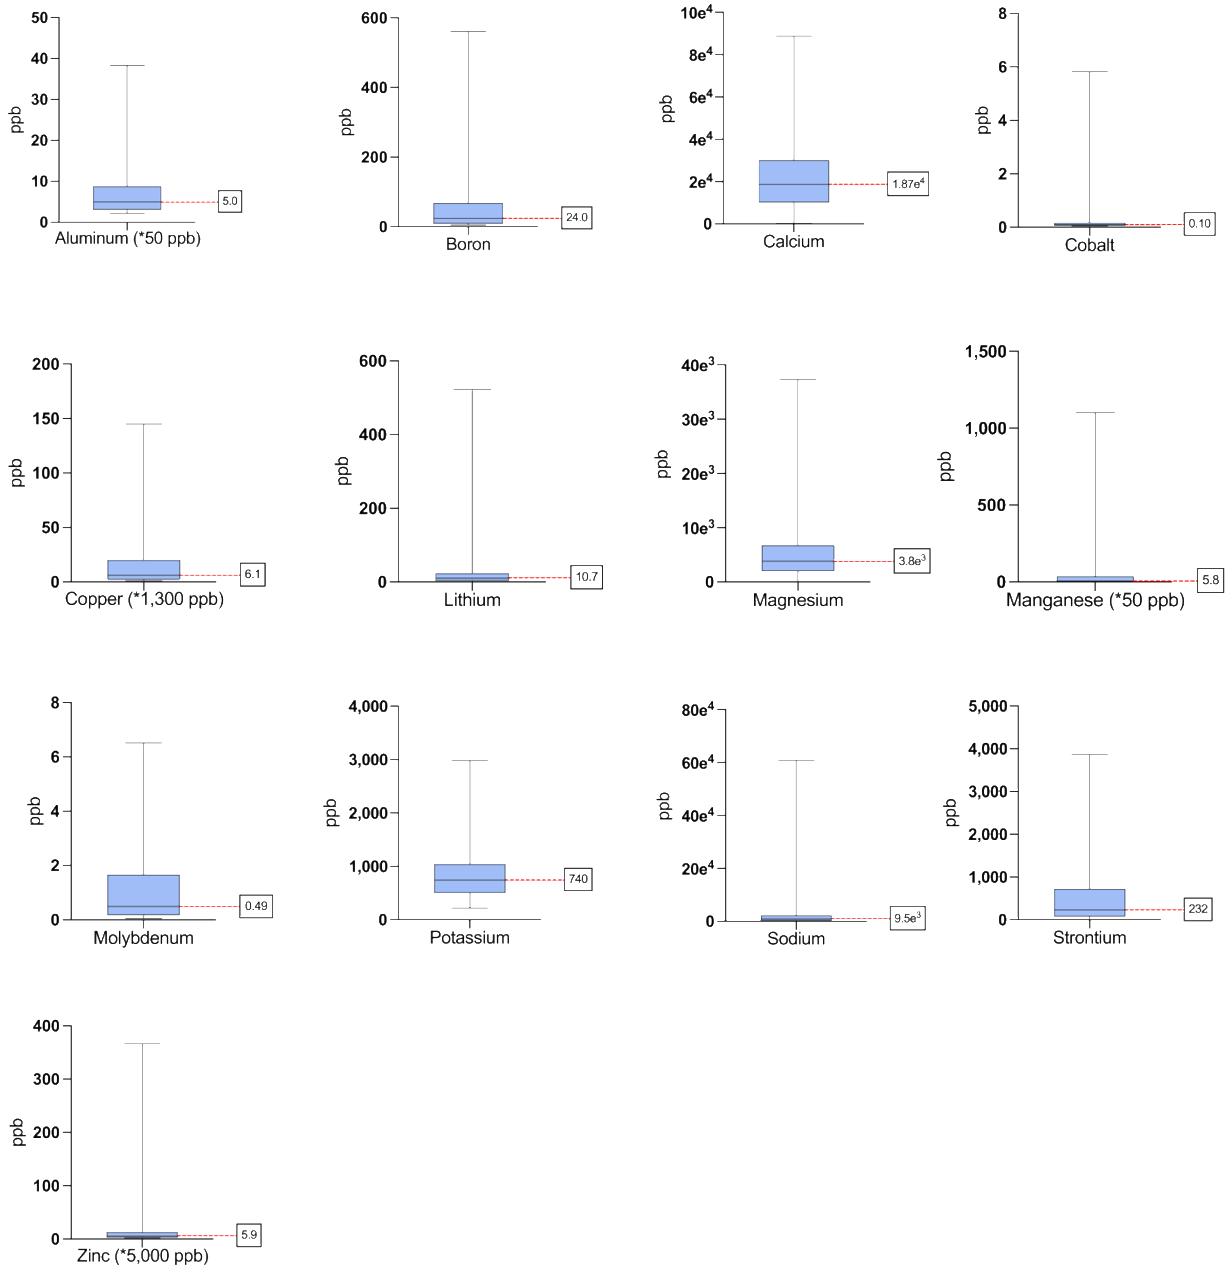 50
40
30
20
10
0
ppb
5.0
Aluminum (*50 ppb)
600
400
200
0
ppb
24.0
Boron
10e⁴
8e⁴
6e⁴
4e⁴
2e⁴
0
ppb
1.87e⁴
Calcium
8
6
4
2
0
ppb
0.10
Cobalt
200
150
100
50
0
ppb
6.1
Copper (*1,300 ppb)
600
400
200
0
ppb
10.7
Lithium
40e³
30e³
20e³
10e³
0
ppb
3.8e³
Magnesium
1,500
1,000
500
0
ppb
5.8
Manganese (*50 ppb)
8
6
4
2
0
ppb
0.49
Molybdenum
4,000
3,000
2,000
1,000
0
ppb
740
Potassium
80e⁴
60e⁴
40e⁴
20e⁴
0
ppb
9.5e³
Sodium
5,000
4,000
3,000
2,000
1,000
0
ppb
232
Strontium
400
300
200
100
0
ppb
5.9
Zinc (*5,000 ppb)